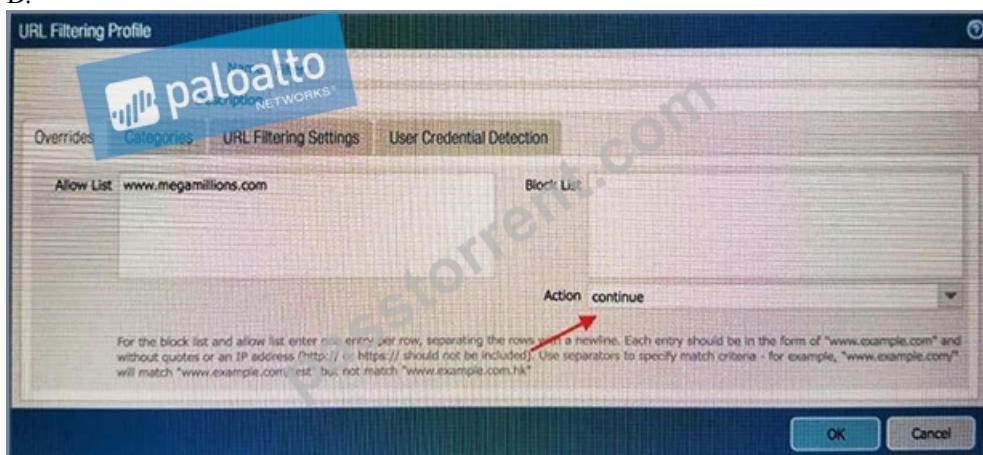 D.
URL Filtering Profile
paloalto
NETWORKS®
Overrides Categories URL Filtering Settings User Credential Detection
Allow List www.megamillions.com Block List
Action continue
For the block list and allow list enter one entry per row, separating the rows with a newline. Each entry should be in the form of "www.example.com" and
without quotes or an IP address (http:// or https:// should not be included). Use separators to specify match criteria - for example, "www.example.com/"
will match "www.example.com/test" but not match "www.example.com.hk"
OK Cancel
passtorrent.com